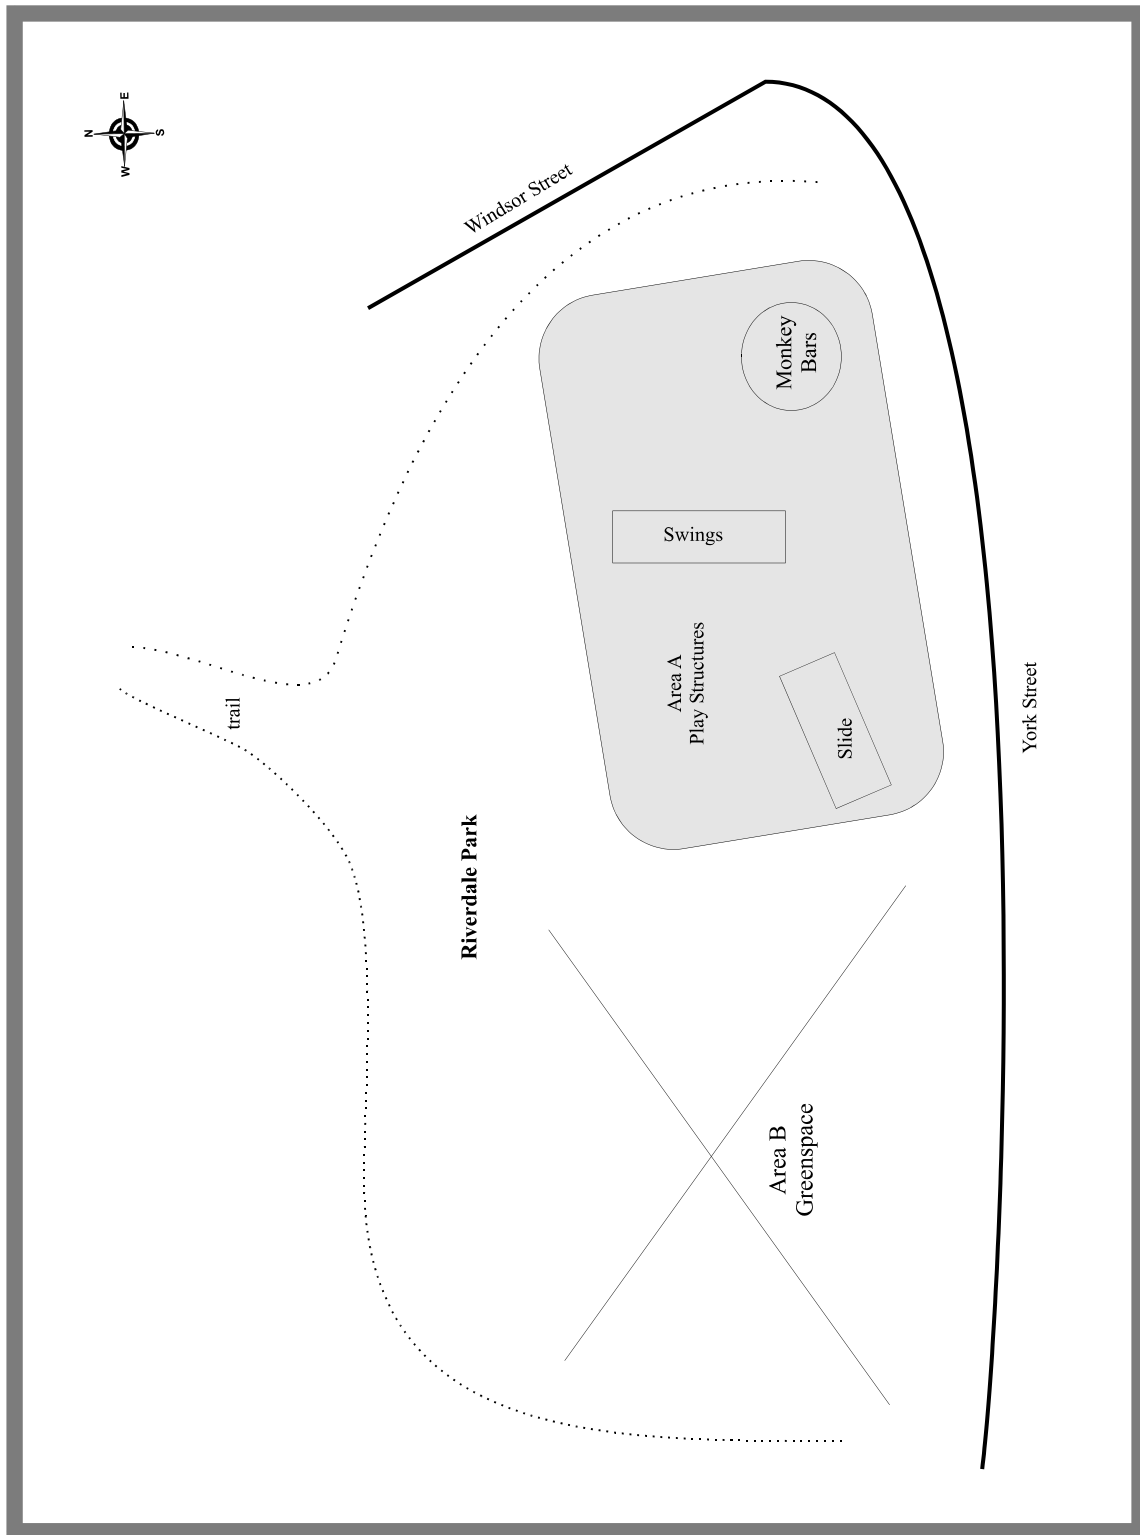 N
E
S
W
Windsor Street
Monkey
Bars
Swings
Area A
Play Structures
Slide
trail
York Street
Riverdale Park
Area B
Greenspace